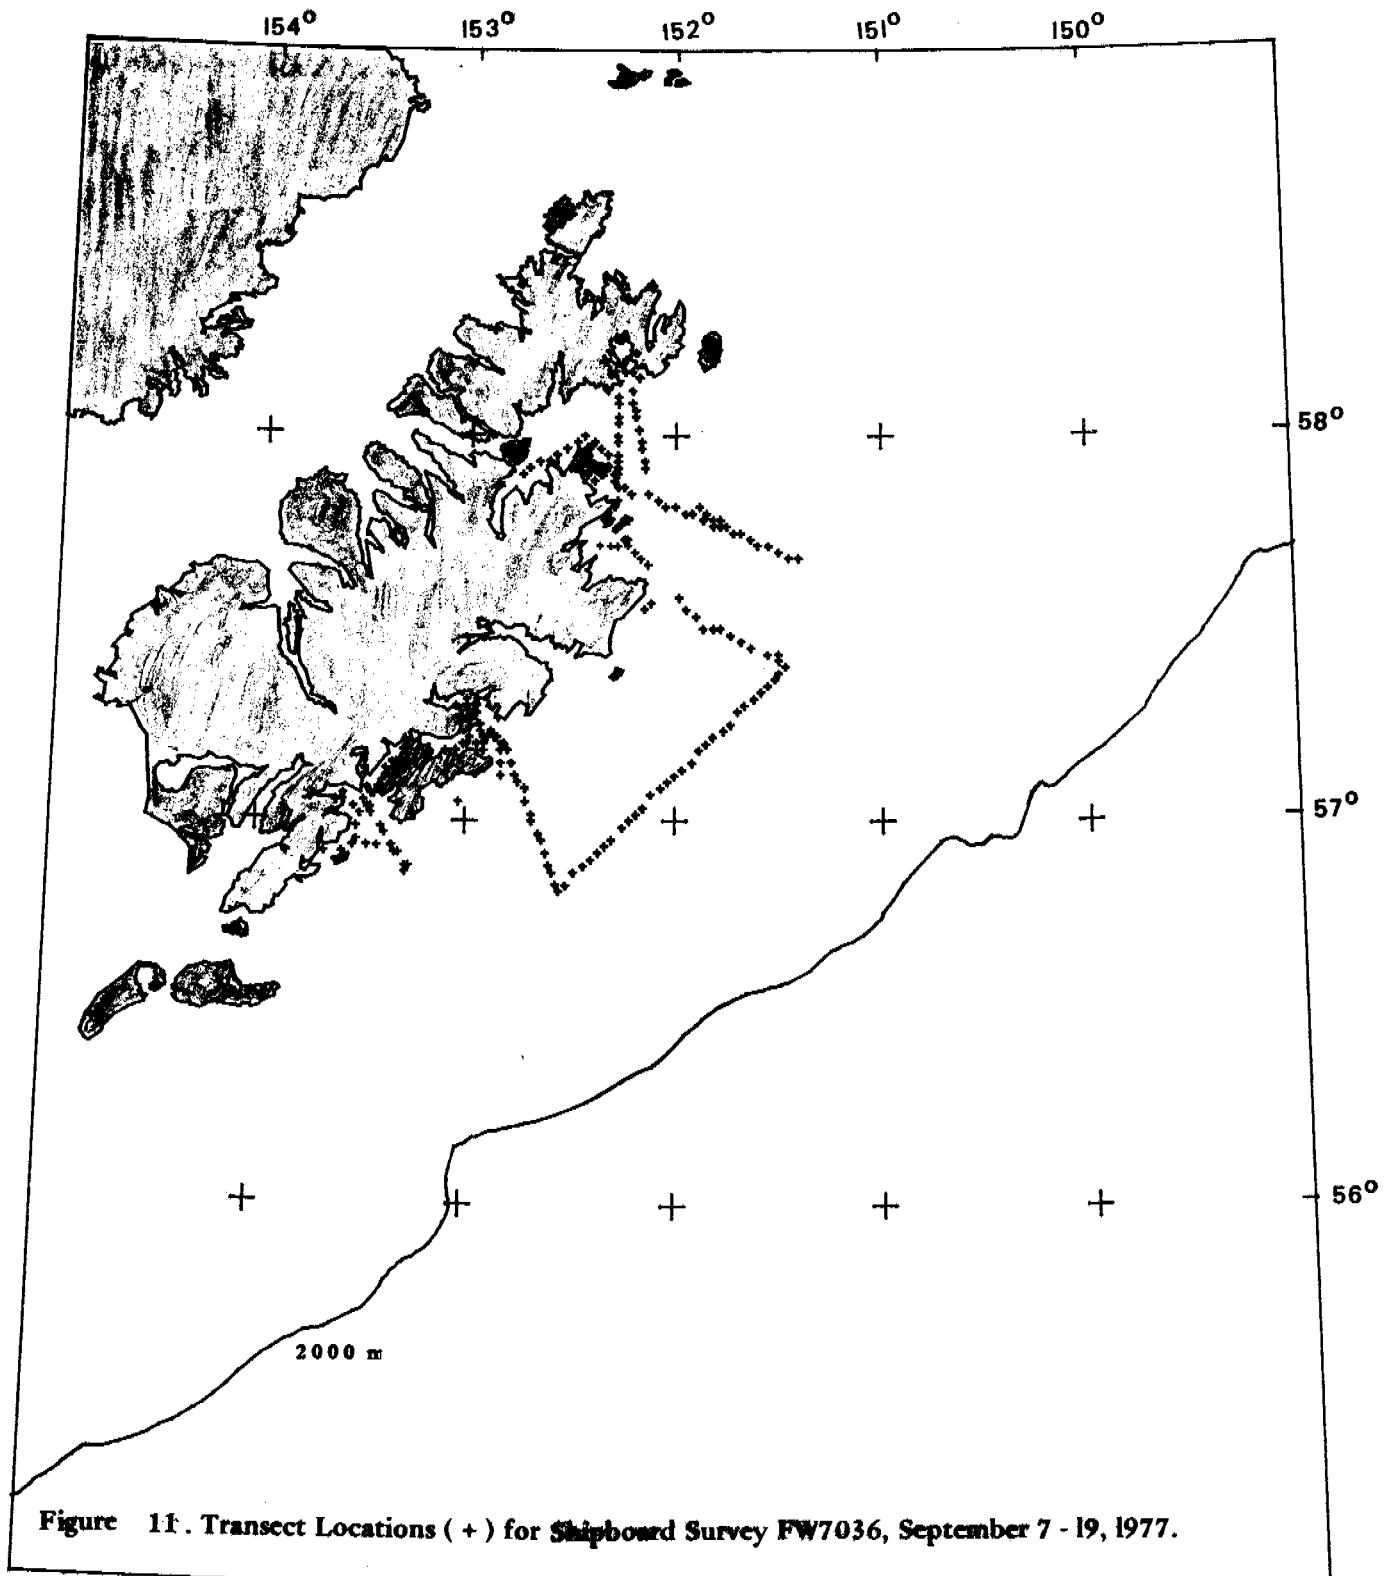 154° 153° 152° 151° 150°
58°
57°
56°
2000 m
Figure 11. Transect Locations ( + ) for Shipboard Survey FW7036, September 7 - 19, 1977.